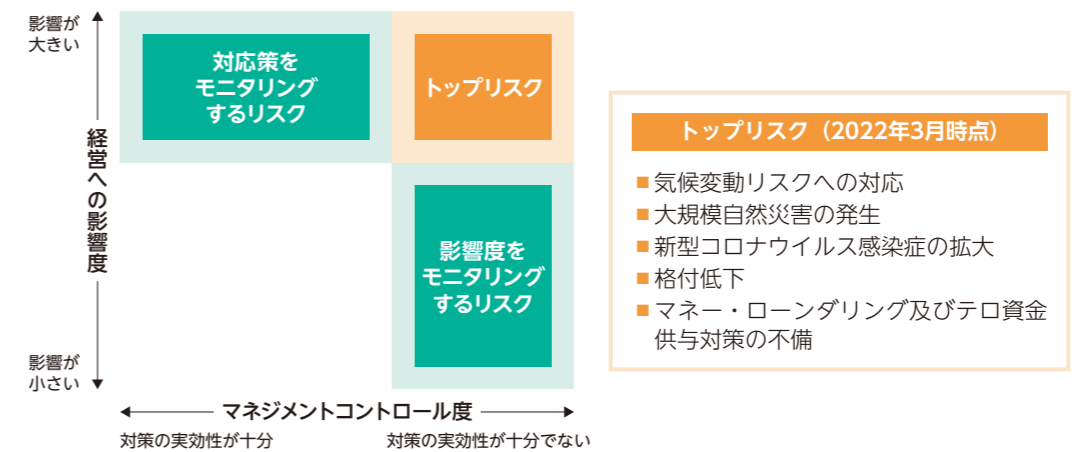 影響が
大きい
経営への影響度
影響が
小さい
対応策を
モニタリング
するリスク
トップリスク
影響度を
モニタリング
するリスク
マネジメントコントロール度
対策の実効性が十分
対策の実効性が十分でない
トップリスク（2022年3月時点）
■気候変動リスクへの対応
■大規模自然災害の発生
■新型コロナウイルス感染症の拡大
■格付低下
■マネー・ローンダリング及びテロ資金
供与対策の不備